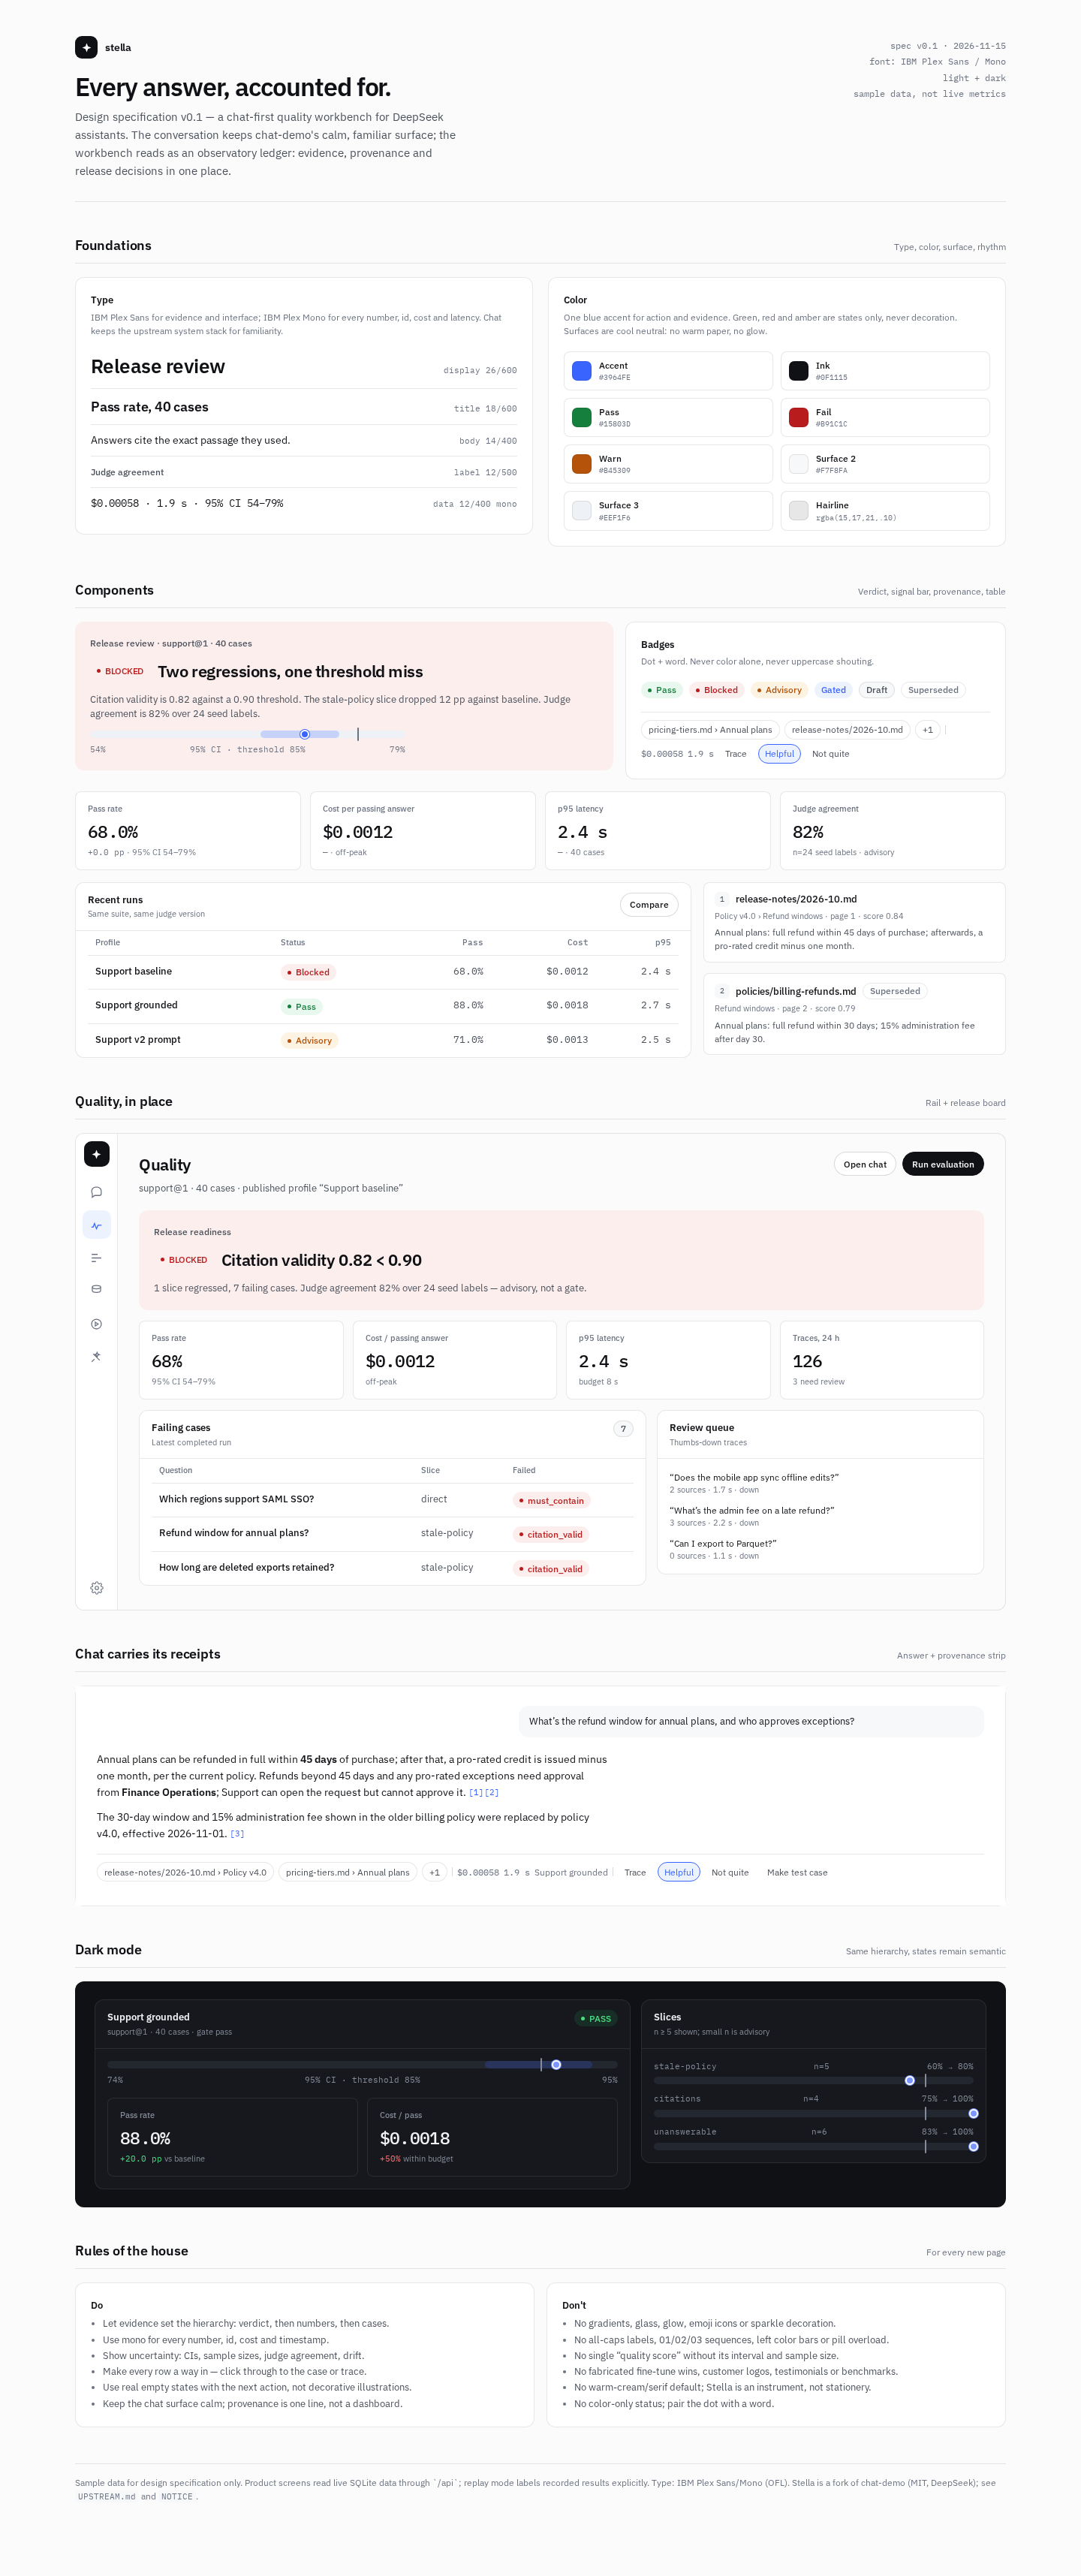 stella
spec v0.1 · 2026-11-15
font: IBM Plex Sans / Mono
light + dark
sample data, not live metrics
Every answer, accounted for.
Design specification v0.1 — a chat-first quality workbench for DeepSeek
assistants. The conversation keeps chat-demo's calm, familiar surface; the
workbench reads as an observatory ledger: evidence, provenance and
release decisions in one place.
Foundations
Type, color, surface, rhythm
Type
IBM Plex Sans for evidence and interface; IBM Plex Mono for every number, id, cost and latency. Chat
keeps the upstream system stack for familiarity.
Release review
display 26/600
Pass rate, 40 cases
title 18/600
Answers cite the exact passage they used.
body 14/400
Judge agreement
label 12/500
$0.00058 · 1.9 s · 95% CI 54–79%
data 12/400 mono
Color
One blue accent for action and evidence. Green, red and amber are states only, never decoration.
Surfaces are cool neutral: no warm paper, no glow.
Accent
#3964FE
Ink
#0F1115
Pass
#15803D
Fail
#B91C1C
Warn
#B45309
Surface 2
#F7F8FA
Surface 3
#EEF1F6
Hairline
rgba(15,17,21,.10)
Components
Verdict, signal bar, provenance, table
Release review · support@1 · 40 cases
BLOCKED Two regressions, one threshold miss
Citation validity is 0.82 against a 0.90 threshold. The stale-policy slice dropped 12 pp against baseline. Judge
agreement is 82% over 24 seed labels.
54% 95% CI · threshold 85% 79%
Badges
Dot + word. Never color alone, never uppercase shouting.
Pass Blocked Advisory Gated Draft Superseded
pricing-tiers.md › Annual plans release-notes/2026-10.md +1
$0.00058 1.9 s Trace Helpful Not quite
Pass rate
68.0%
+0.0 pp · 95% CI 54–79%
Cost per passing answer
$0.0012
— · off-peak
p95 latency
2.4 s
— · 40 cases
Judge agreement
82%
n=24 seed labels · advisory
Recent runs
Same suite, same judge version
Compare
Profile Status Pass Cost p95
Support baseline Blocked 68.0% $0.0012 2.4 s
Support grounded Pass 88.0% $0.0018 2.7 s
Support v2 prompt Advisory 71.0% $0.0013 2.5 s
1 release-notes/2026-10.md
Policy v4.0 › Refund windows · page 1 · score 0.84
Annual plans: full refund within 45 days of purchase; afterwards, a
pro-rated credit minus one month.
2 policies/billing-refunds.md Superseded
Refund windows · page 2 · score 0.79
Annual plans: full refund within 30 days; 15% administration fee
after day 30.
Quality, in place
Rail + release board
Quality
support@1 · 40 cases · published profile “Support baseline”
Open chat Run evaluation
Release readiness
BLOCKED Citation validity 0.82 < 0.90
1 slice regressed, 7 failing cases. Judge agreement 82% over 24 seed labels — advisory, not a gate.
Pass rate
68%
95% CI 54–79%
Cost / passing answer
$0.0012
off-peak
p95 latency
2.4 s
budget 8 s
Traces, 24 h
126
3 need review
Failing cases
Latest completed run
7
Question Slice Failed
Which regions support SAML SSO? direct must_contain
Refund window for annual plans? stale-policy citation_valid
How long are deleted exports retained? stale-policy citation_valid
Review queue
Thumbs-down traces
“Does the mobile app sync offline edits?”
2 sources · 1.7 s · down
“What’s the admin fee on a late refund?”
3 sources · 2.2 s · down
“Can I export to Parquet?”
0 sources · 1.1 s · down
Chat carries its receipts
Answer + provenance strip
What’s the refund window for annual plans, and who approves exceptions?
Annual plans can be refunded in full within 45 days of purchase; after that, a pro-rated credit is issued minus
one month, per the current policy. Refunds beyond 45 days and any pro-rated exceptions need approval
from Finance Operations; Support can open the request but cannot approve it. [1][2]
The 30-day window and 15% administration fee shown in the older billing policy were replaced by policy
v4.0, effective 2026-11-01. [3]
release-notes/2026-10.md › Policy v4.0 pricing-tiers.md › Annual plans +1 $0.00058 1.9 s Support grounded Trace Helpful Not quite Make test case
Dark mode
Same hierarchy, states remain semantic
Support grounded
support@1 · 40 cases · gate pass
PASS
74% 95% CI · threshold 85% 95%
Pass rate
88.0%
+20.0 pp vs baseline
Cost / pass
$0.0018
+50% within budget
Slices
n ≥ 5 shown; small n is advisory
stale-policy n=5 60% → 80%
citations n=4 75% → 100%
unanswerable n=6 83% → 100%
Rules of the house
For every new page
Do
• Let evidence set the hierarchy: verdict, then numbers, then cases.
• Use mono for every number, id, cost and timestamp.
• Show uncertainty: CIs, sample sizes, judge agreement, drift.
• Make every row a way in — click through to the case or trace.
• Use real empty states with the next action, not decorative illustrations.
• Keep the chat surface calm; provenance is one line, not a dashboard.
Don't
• No gradients, glass, glow, emoji icons or sparkle decoration.
• No all-caps labels, 01/02/03 sequences, left color bars or pill overload.
• No single “quality score” without its interval and sample size.
• No fabricated fine-tune wins, customer logos, testimonials or benchmarks.
• No warm-cream/serif default; Stella is an instrument, not stationery.
• No color-only status; pair the dot with a word.
Sample data for design specification only. Product screens read live SQLite data through `/api`; replay mode labels recorded results explicitly. Type: IBM Plex Sans/Mono (OFL). Stella is a fork of chat-demo (MIT, DeepSeek); see
UPSTREAM.md and NOTICE .